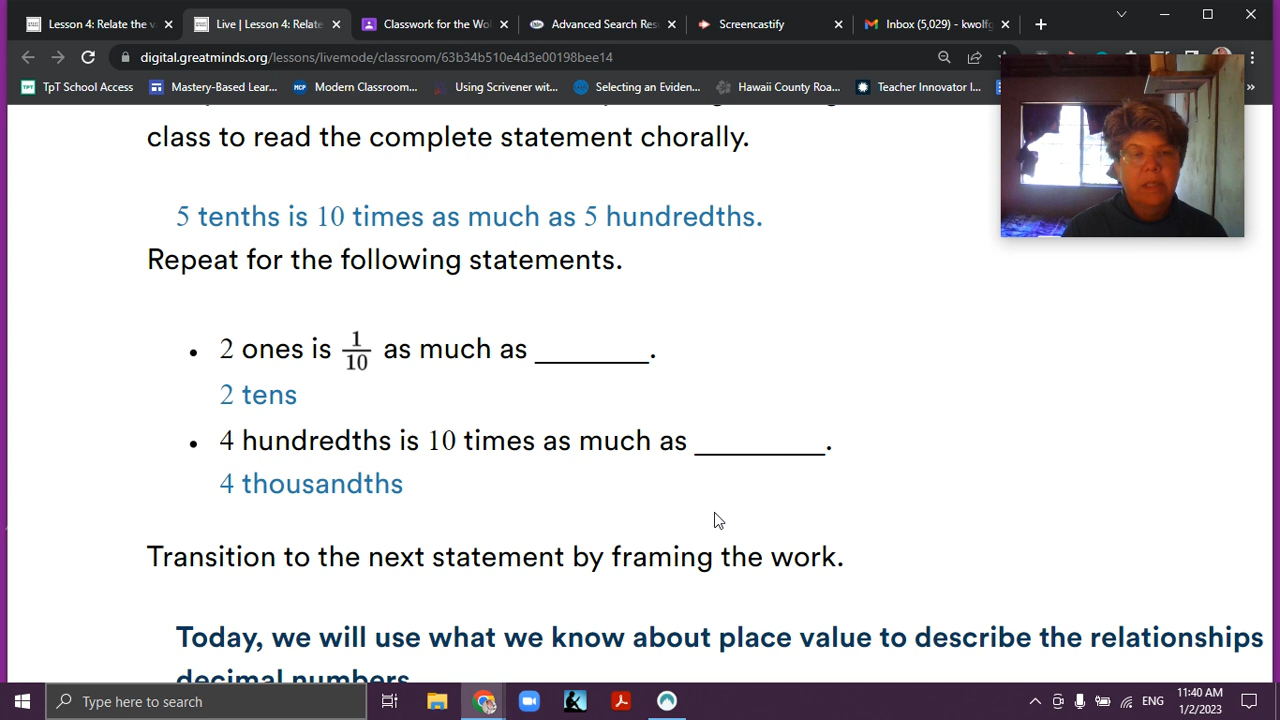 Lesson 4: Relate the v
Live | Lesson 4: Relate
Classwork for the Wol
Advanced Search Res
Screencastify
Inbox (5,029) - kwolfg
digital.greatminds.org/lessons/livemode/classroom/63b34b510e4d3e00198bee14
TpT School Access
Mastery-Based Lear...
Modern Classroom...
Using Scrivener wit...
Selecting an Eviden...
Hawaii County Roa...
Teacher Innovator I...
class to read the complete statement chorally.
5 tenths is 10 times as much as 5 hundredths.
Repeat for the following statements.
• 2 ones is 1/10 as much as ________.
2 tens
• 4 hundredths is 10 times as much as _________.
4 thousandths
Transition to the next statement by framing the work.
Today, we will use what we know about place value to describe the relationships
decimal numbers
Type here to search
ENG
11:40 AM
1/2/2023